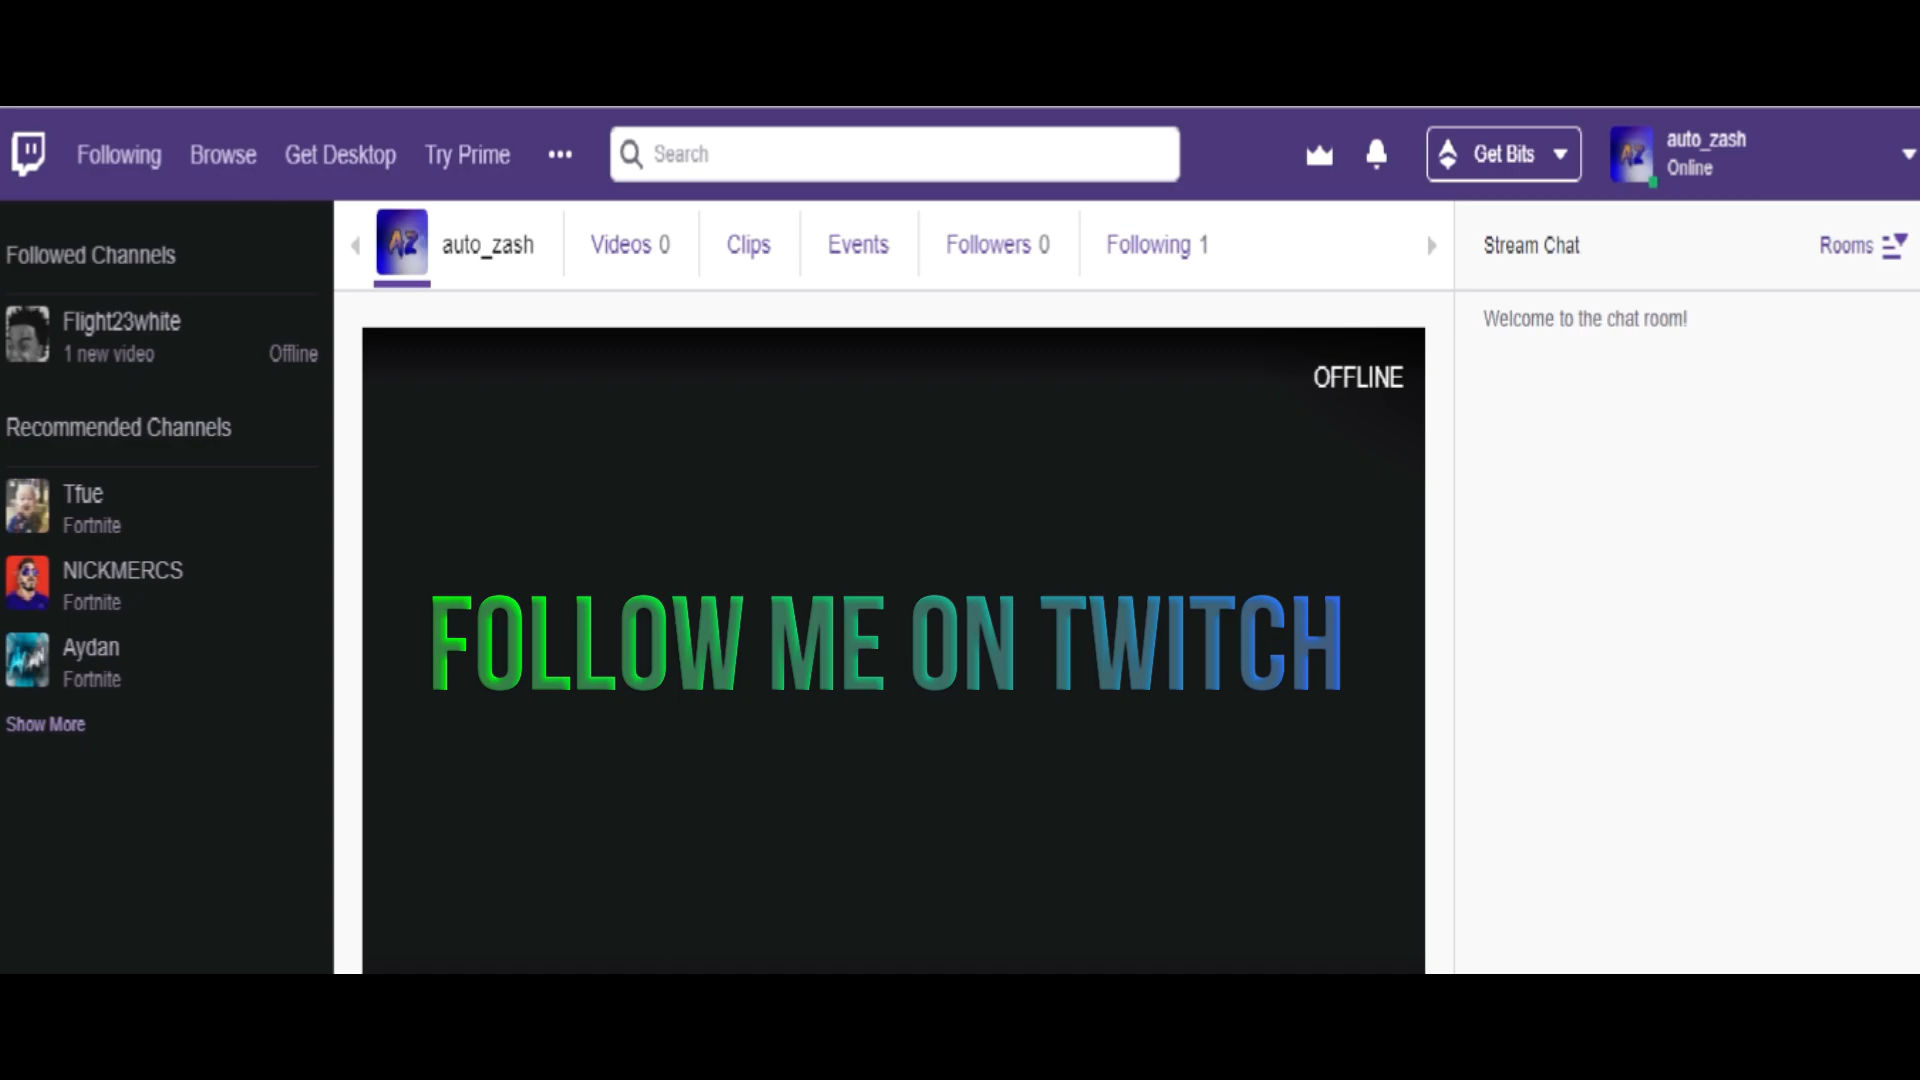 Following Browse Get Desktop Try Prime ••• Search Get Bits auto_zash
Online
AZ
Followed Channels
Flight23white
1 new video Offline
Recommended Channels
Tfue
Fortnite
NICKMERCS
Fortnite
Aydan
Fortnite
Show More
AZ auto_zash Videos 0 Clips Events Followers 0 Following 1
OFFLINE
FOLLOW ME ON TWITCH
Stream Chat Rooms
Welcome to the chat room!